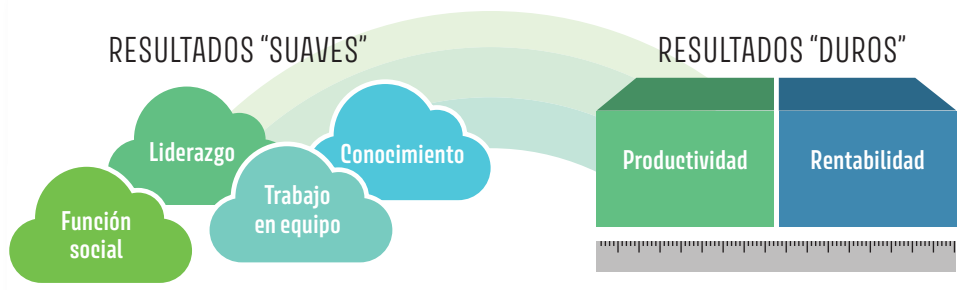 RESULTADOS “SUAVES”
Liderazgo
Conocimiento
Función
social
Trabajo
en equipo
RESULTADOS “DUROS”
Productividad
Rentabilidad